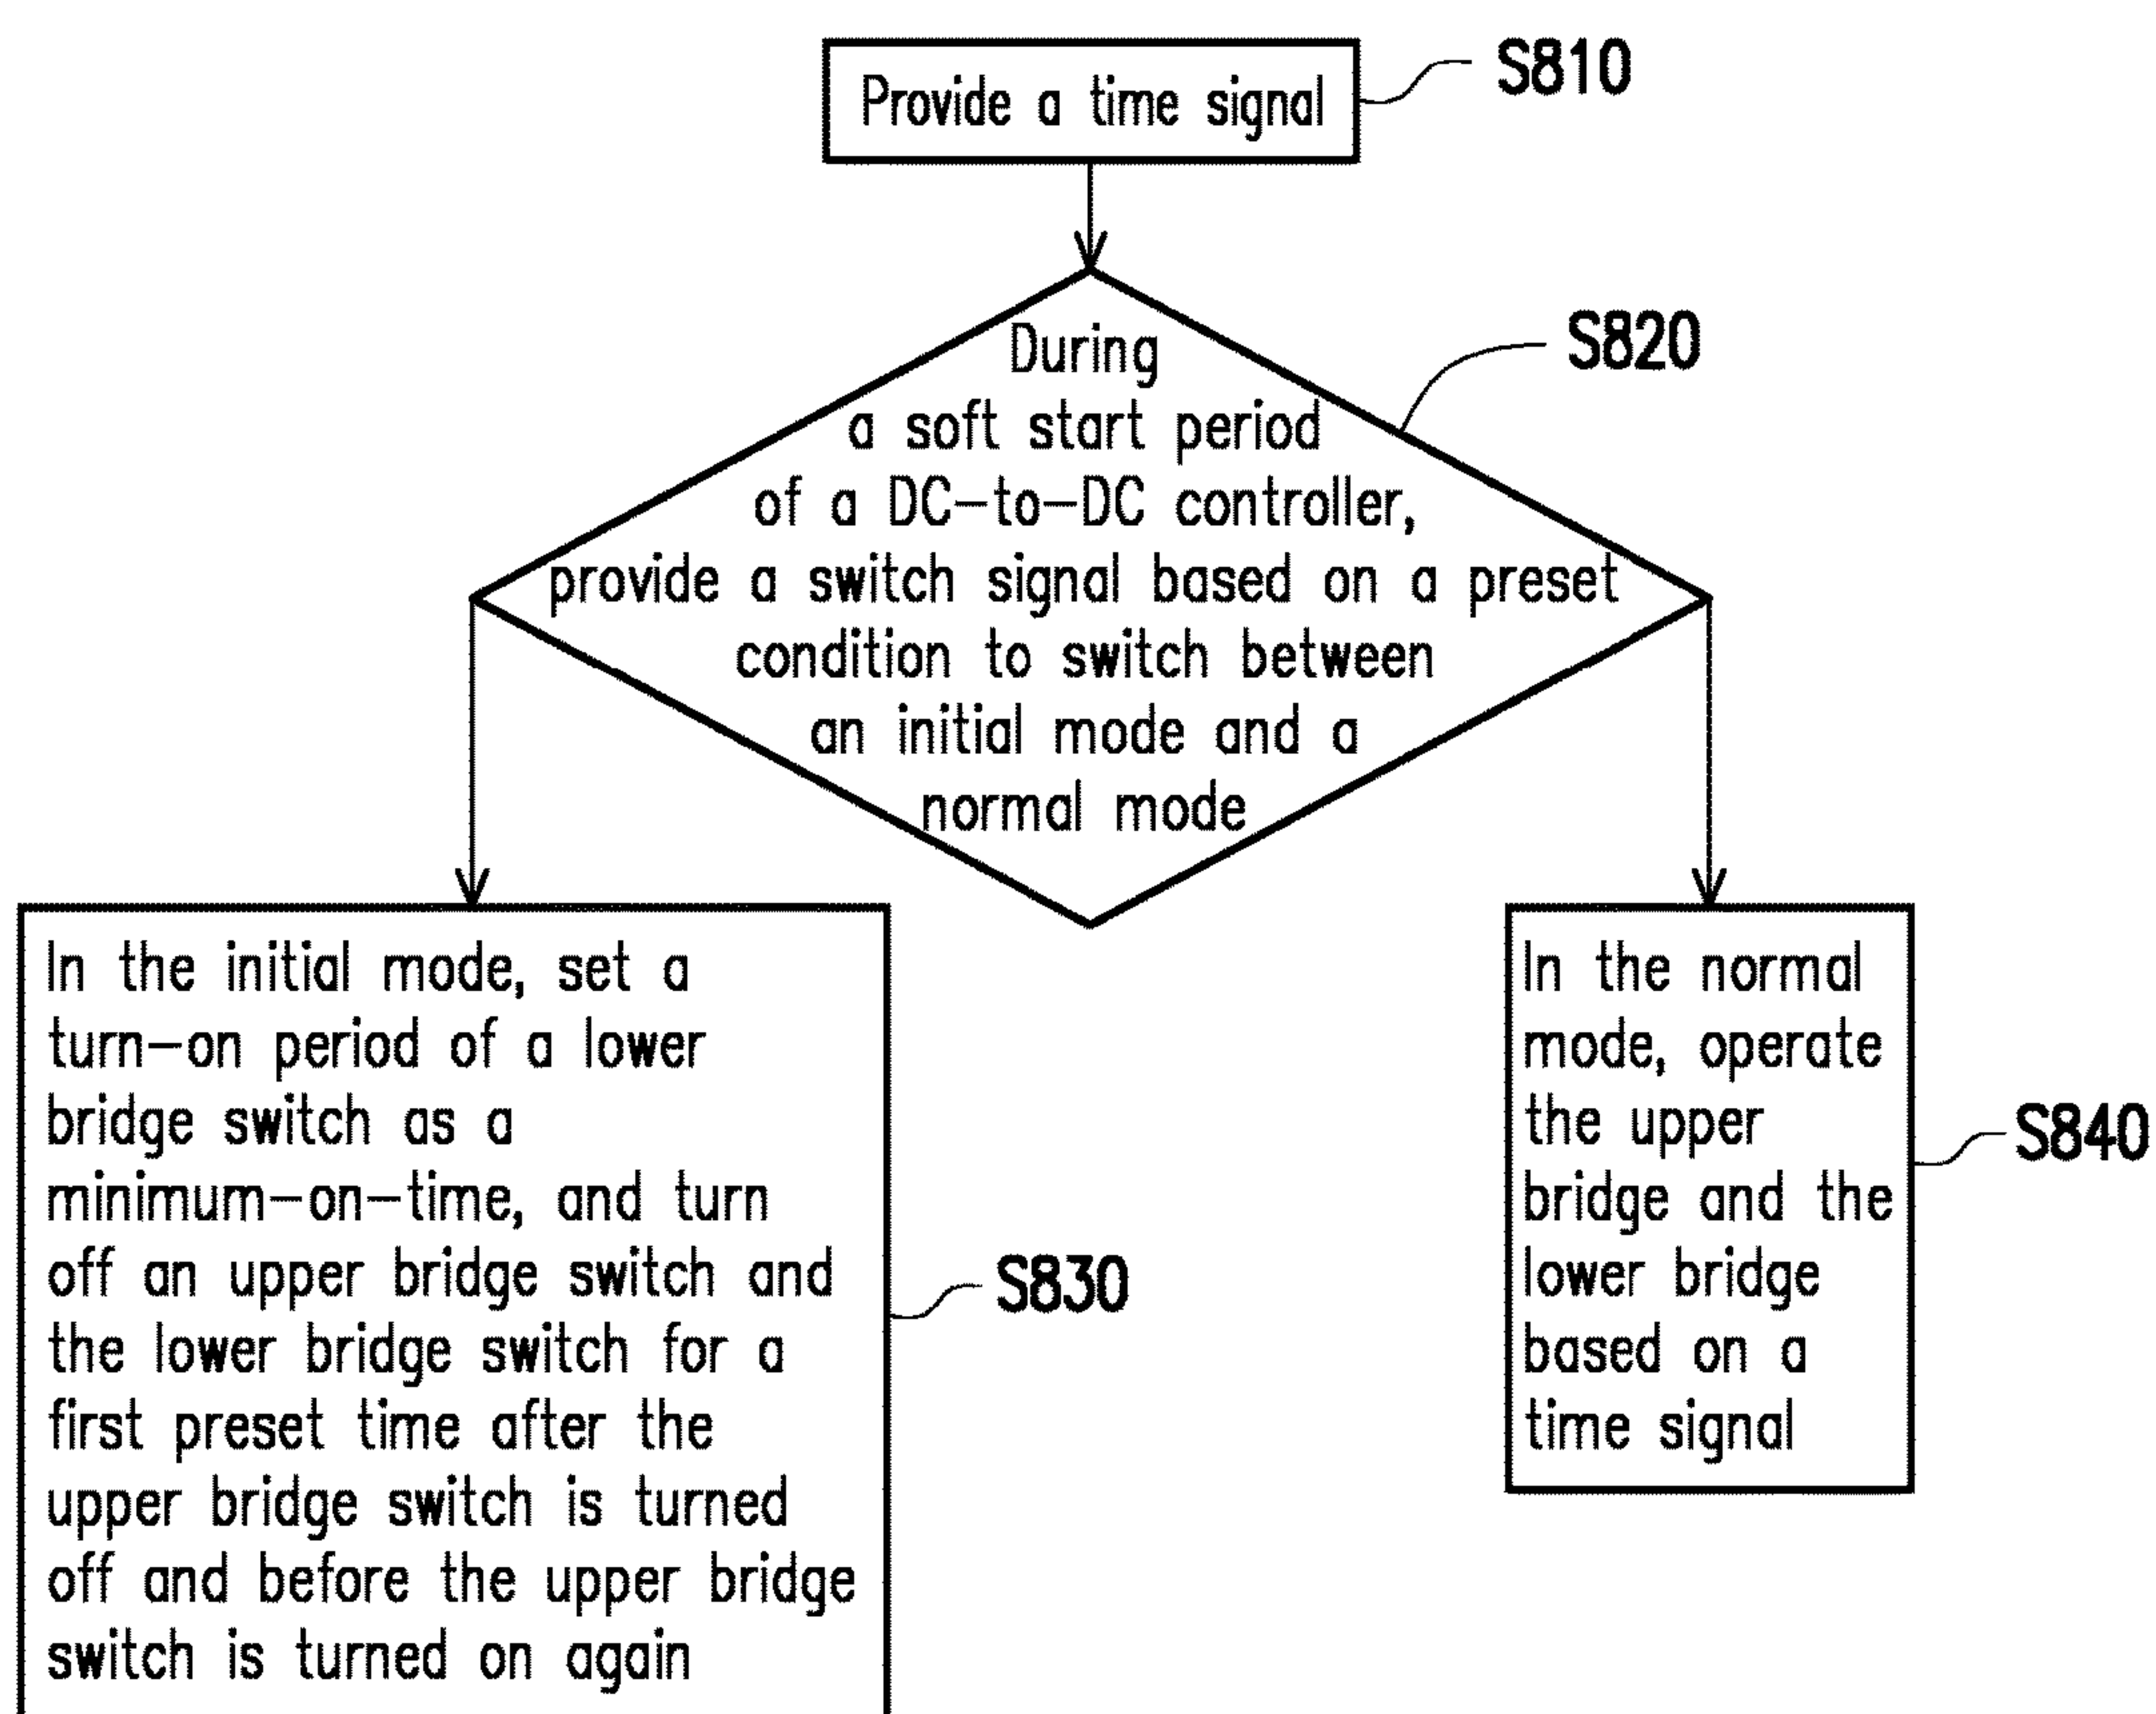 Provide a time signal
S810
During
a soft start period
of a DC-to-DC controller,
provide a switch signal based on a preset
condition to switch between
an initial mode and a
normal mode
S820
In the initial mode, set a
turn-on period of a lower
bridge switch as a
minimum-on-time, and turn
off an upper bridge switch and
the lower bridge switch for a
first preset time after the
upper bridge switch is turned
off and before the upper bridge
switch is turned on again
S830
In the normal
mode, operate
the upper
bridge and the
lower bridge
based on a
time signal
S840